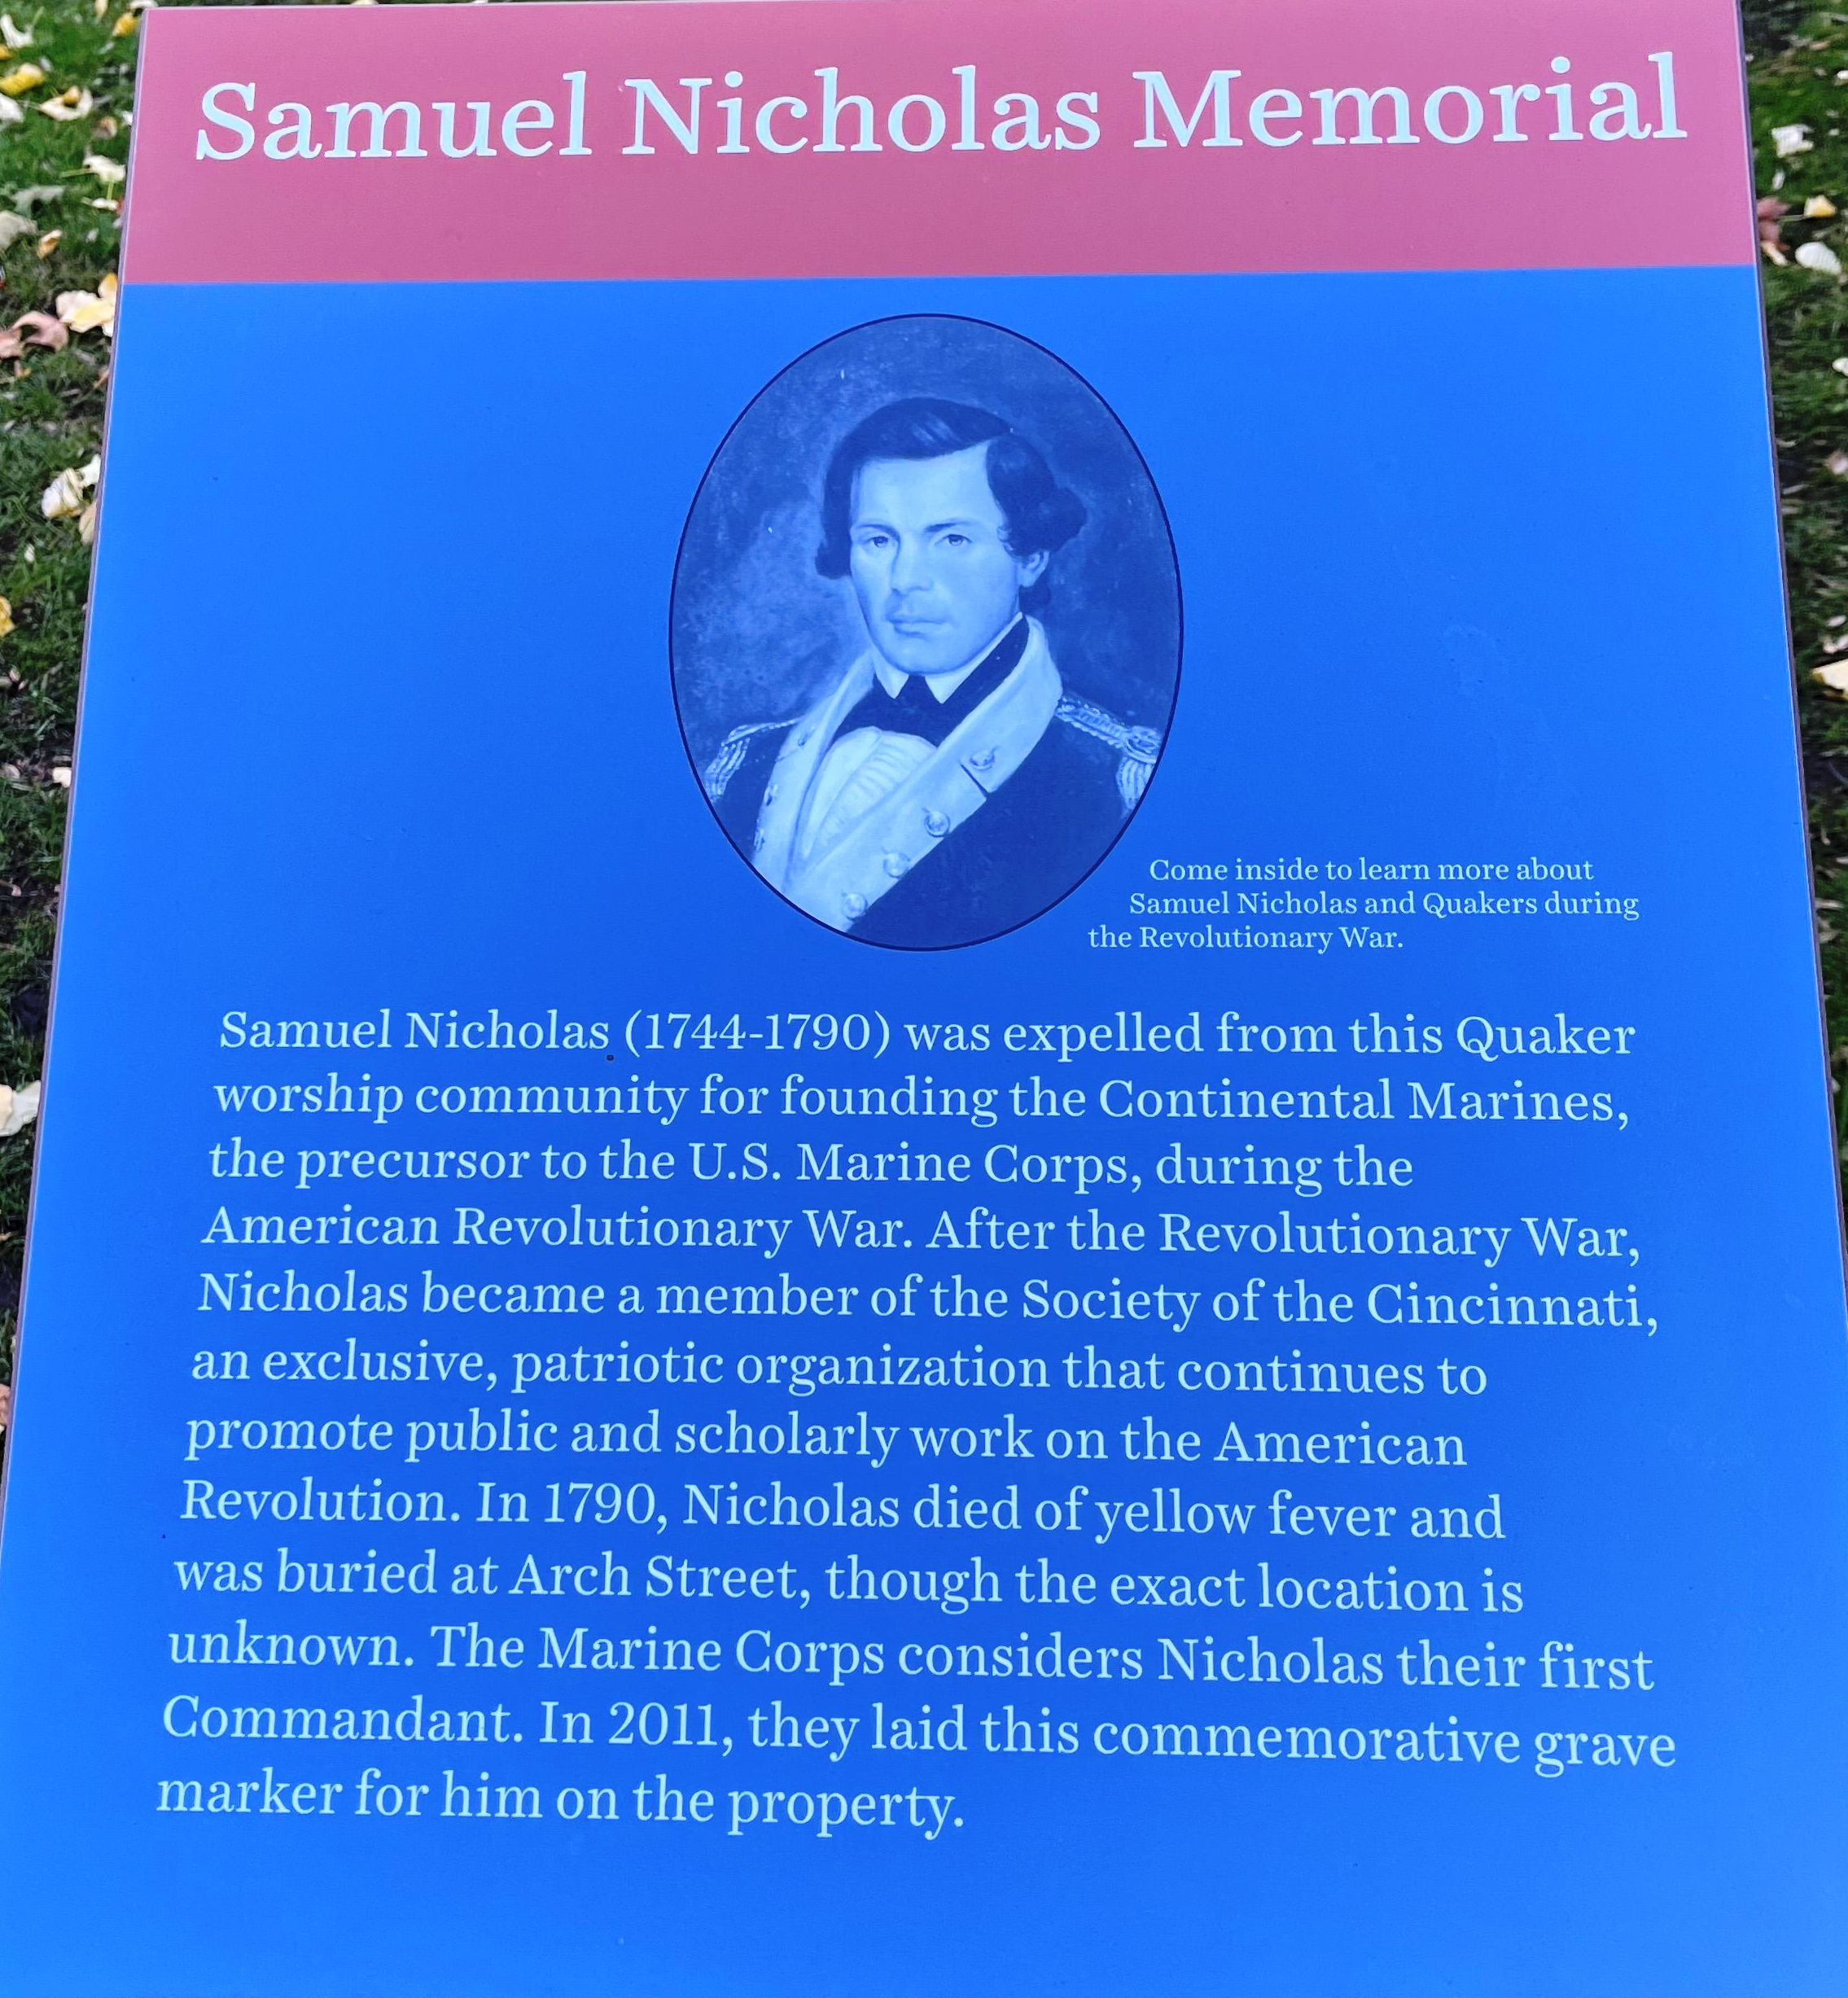 Samuel Nicholas Memorial
Come inside to learn more about
Samuel Nicholas and Quakers during
the Revolutionary War.
Samuel Nicholas (1744-1790) was expelled from this Quaker
worship community for founding the Continental Marines,
the precursor to the U.S. Marine Corps, during the
American Revolutionary War. After the Revolutionary War,
Nicholas became a member of the Society of the Cincinnati,
an exclusive, patriotic organization that continues to
promote public and scholarly work on the American
Revolution. In 1790, Nicholas died of yellow fever and
was buried at Arch Street, though the exact location is
unknown. The Marine Corps considers Nicholas their first
Commandant. In 2011, they laid this commemorative grave
marker for him on the property.